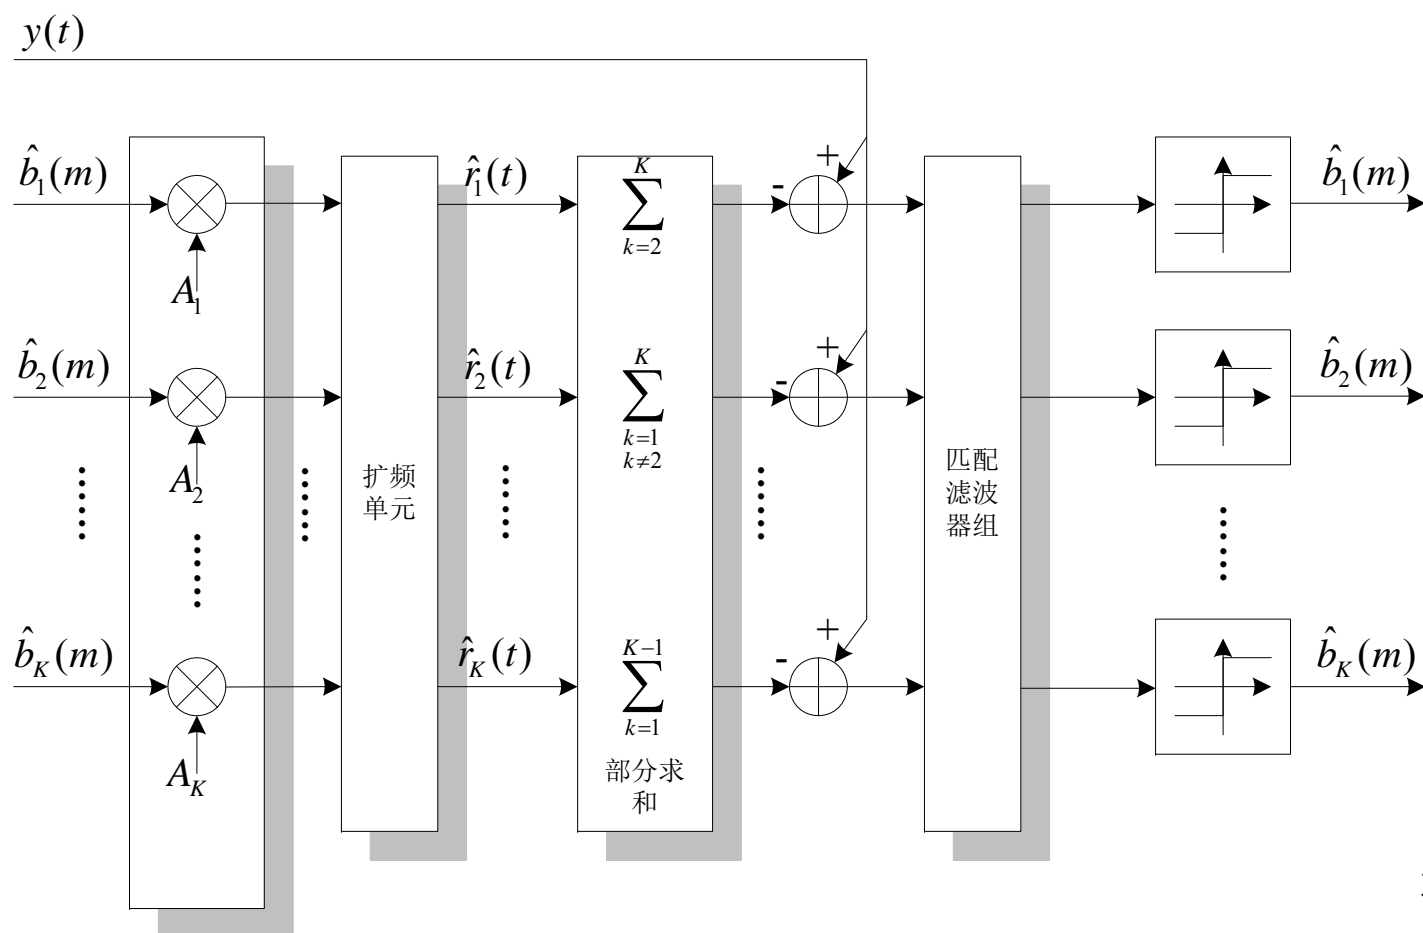 y(t)
b̂₁(m)
A₁
r̂₁(t)
K
∑
k=2
-
+
b̂₁(m)
b̂₂(m)
A₂
r̂₂(t)
K
∑
k=1
k≠2
-
+
b̂₂(m)
扩频
单元
匹配
滤波
器组
b̂_K(m)
A_K
r̂_K(t)
K-1
∑
k=1
-
+
b̂_K(m)
部分求
和